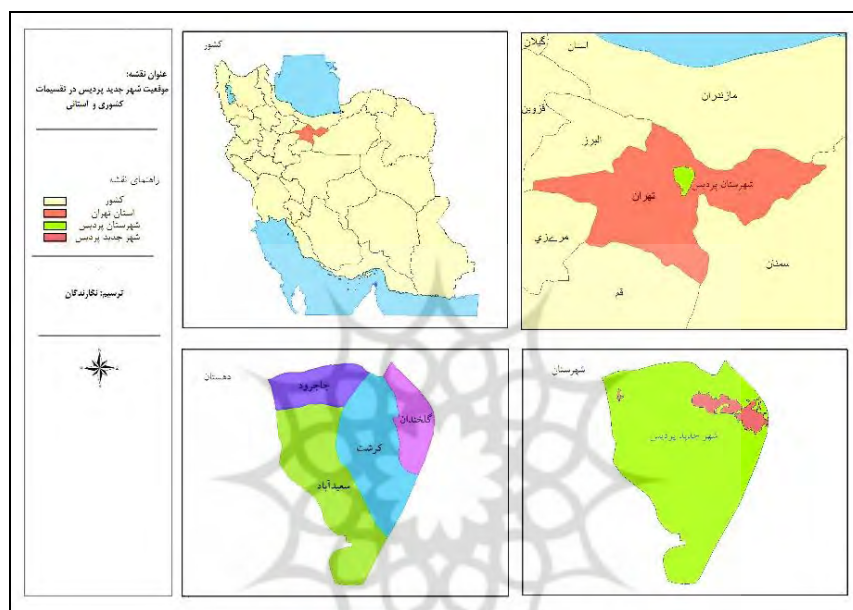 عنوان نقشه:
موقعیت شهر جدید پردیس در تقسیمات
کشوری و استانی
راهنمای نقشه
کشور
استان تهران
شهرستان پردیس
شهر جدید پردیس
ترسیم: نگارندگان
کشور
گیلان
استان
مازندران
قزوین
البرز
تهران
شهرستان پردیس
مرکزی
سمنان
قم
دهستان
جاجرود
گلخندان
کرشت
سعیدآباد
شهرستان
شهر جدید پردیس